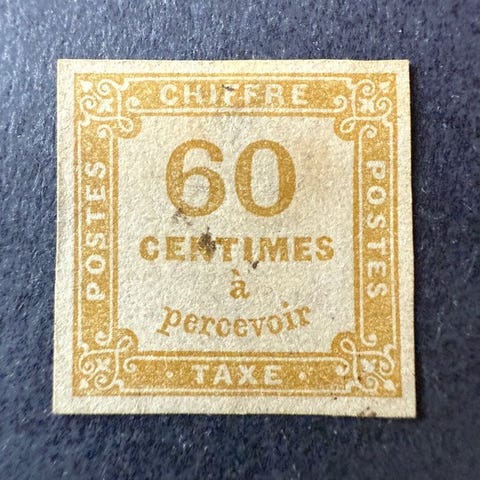 CHIFFRE
POSTES
60
CENTIMES
à
percevoir
POSTES
· TAXE ·